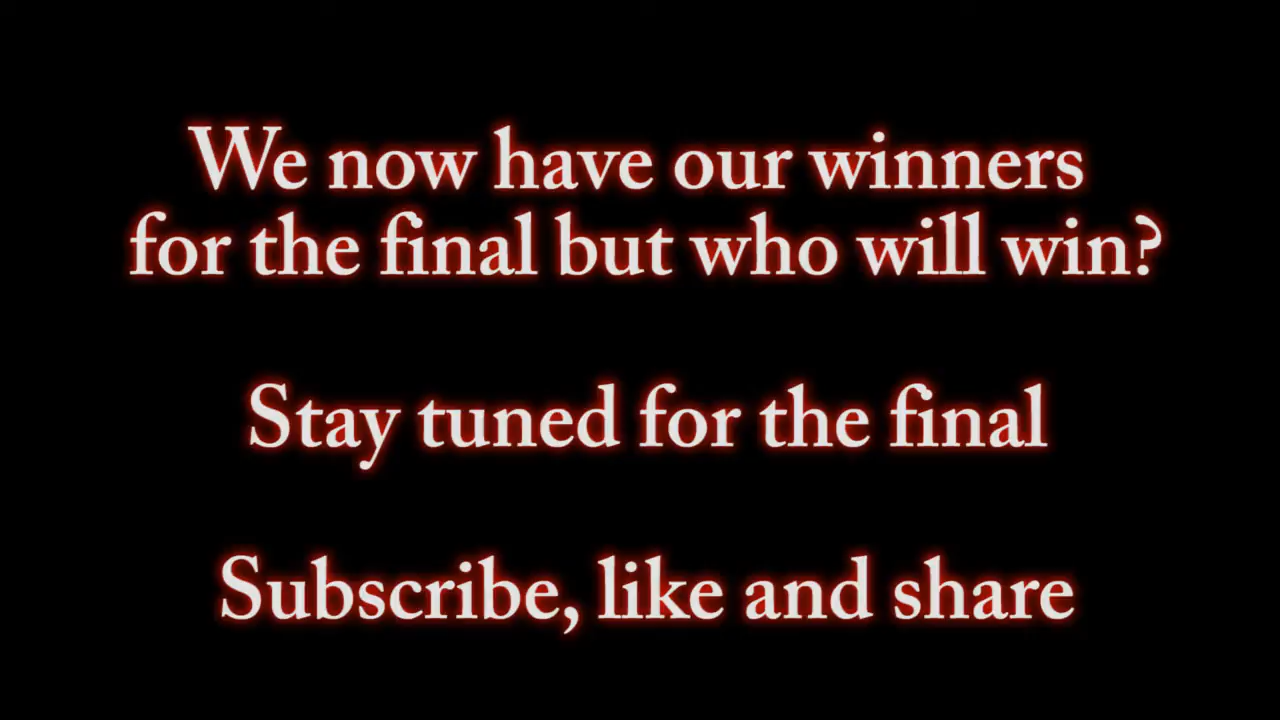 We now have our winners
for the final but who will win?
Stay tuned for the final
Subscribe, like and share